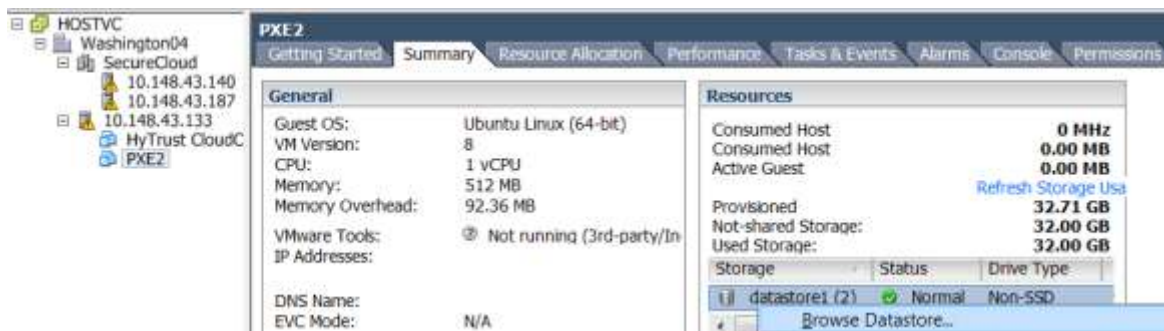 HOSTVC
Washington04
SecureCloud
10.148.43.140
10.148.43.187
10.148.43.133
HyTrust CloudC
PXE2
PXE2
Getting Started Summary Resource Allocation Performance Tasks & Events Alarms Console Permissions
General
Guest OS: Ubuntu Linux (64-bit)
VM Version: 8
CPU: 1 vCPU
Memory: 512 MB
Memory Overhead: 92.36 MB
VMware Tools: Not running (3rd-party/In
IP Addresses:
DNS Name:
EVC Mode: N/A
Resources
Consumed Host 0 MHz
Consumed Host 0.00 MB
Active Guest 0.00 MB
Refresh Storage Usa
Provisioned 32.71 GB
Not-shared Storage: 32.00 GB
Used Storage: 32.00 GB
Storage Status Drive Type
datastore1 (2) Normal Non-SSD
Browse Datastore...